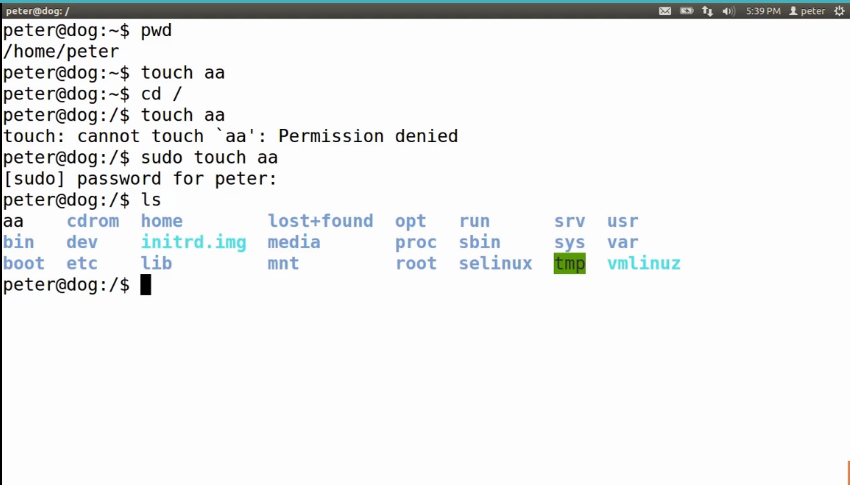 peter@dog: /
5:39 PM peter
peter@dog:~$ pwd
/home/peter
peter@dog:~$ touch aa
peter@dog:~$ cd /
peter@dog:/$ touch aa
touch: cannot touch `aa': Permission denied
peter@dog:/$ sudo touch aa
[sudo] password for peter:
peter@dog:/$ ls
aa cdrom home lost+found opt run srv usr
bin dev initrd.img media proc sbin sys var
boot etc lib mnt root selinux tmp vmlinuz
peter@dog:/$